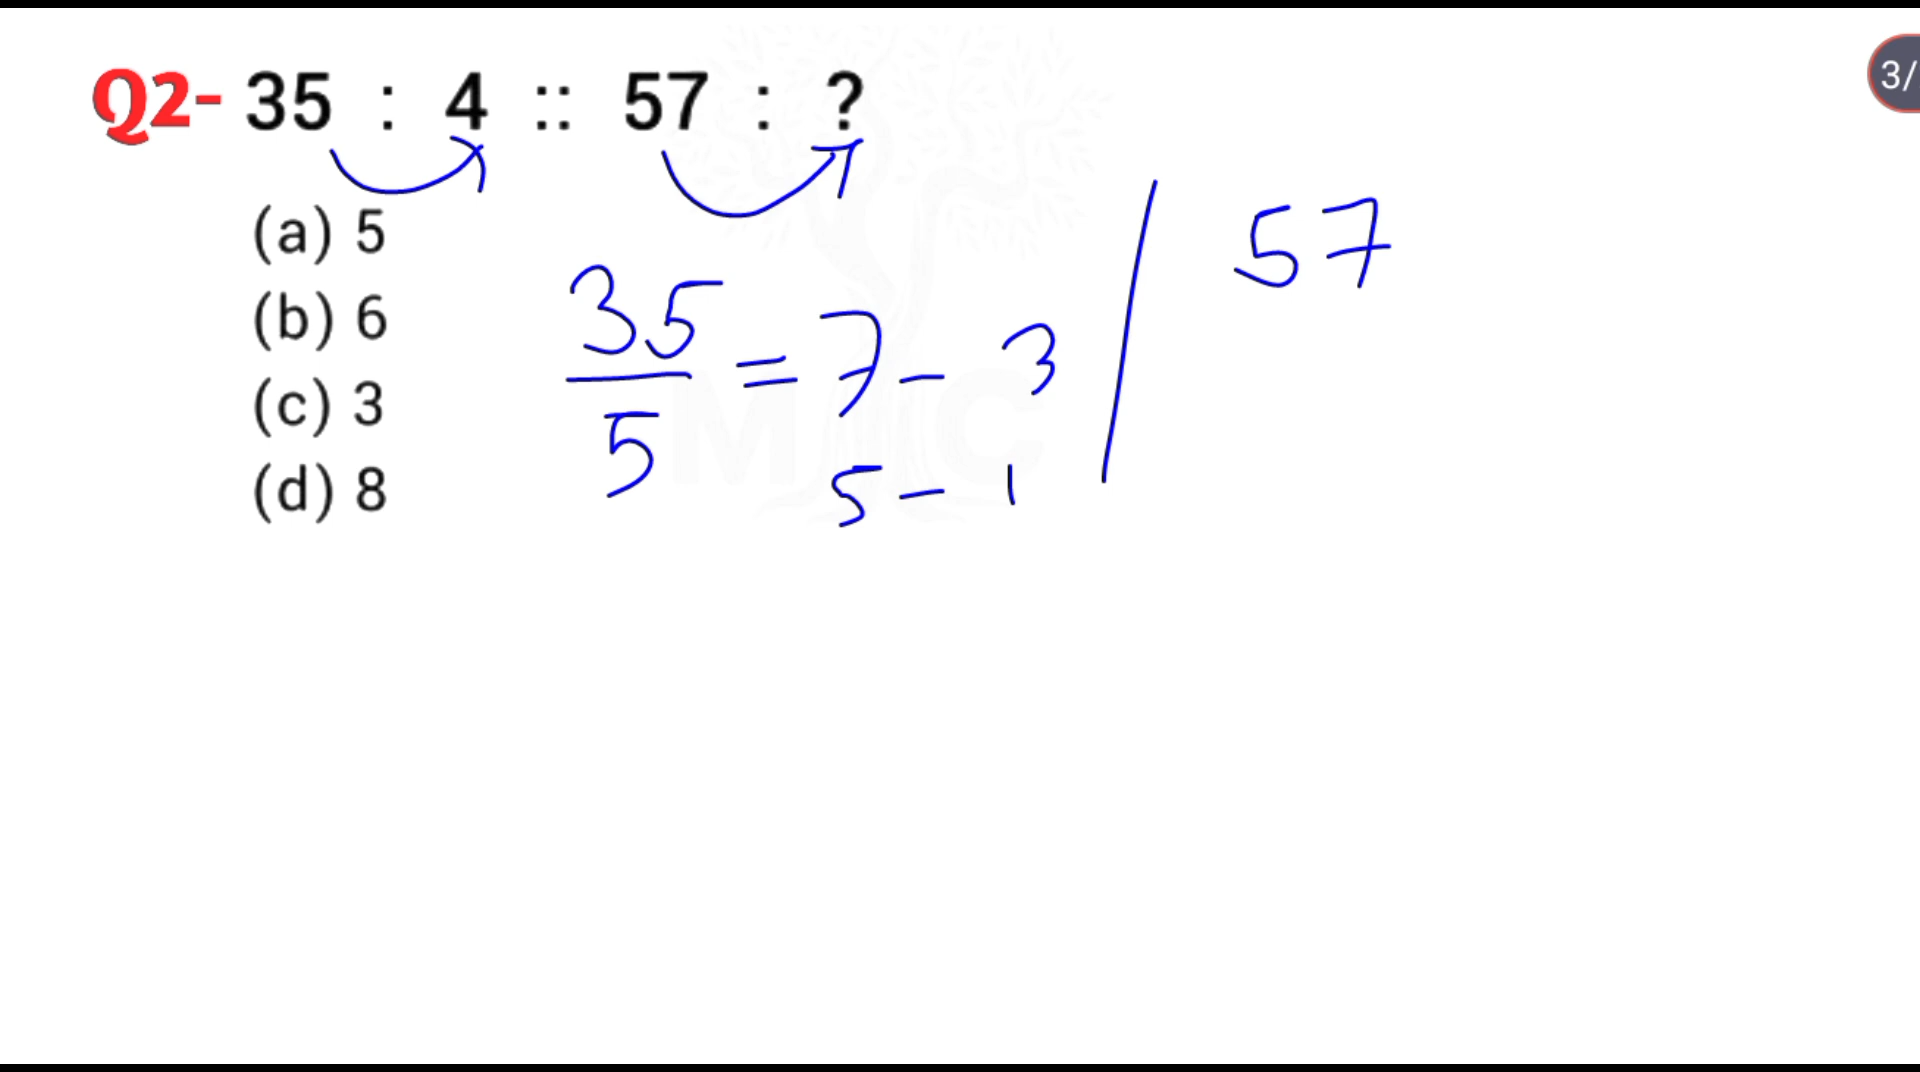 Q2- 35 : 4 :: 57 : ?
(a) 5
(b) 6
(c) 3
(d) 8
35/5 = 7 - 3
5 - 1
57
3/